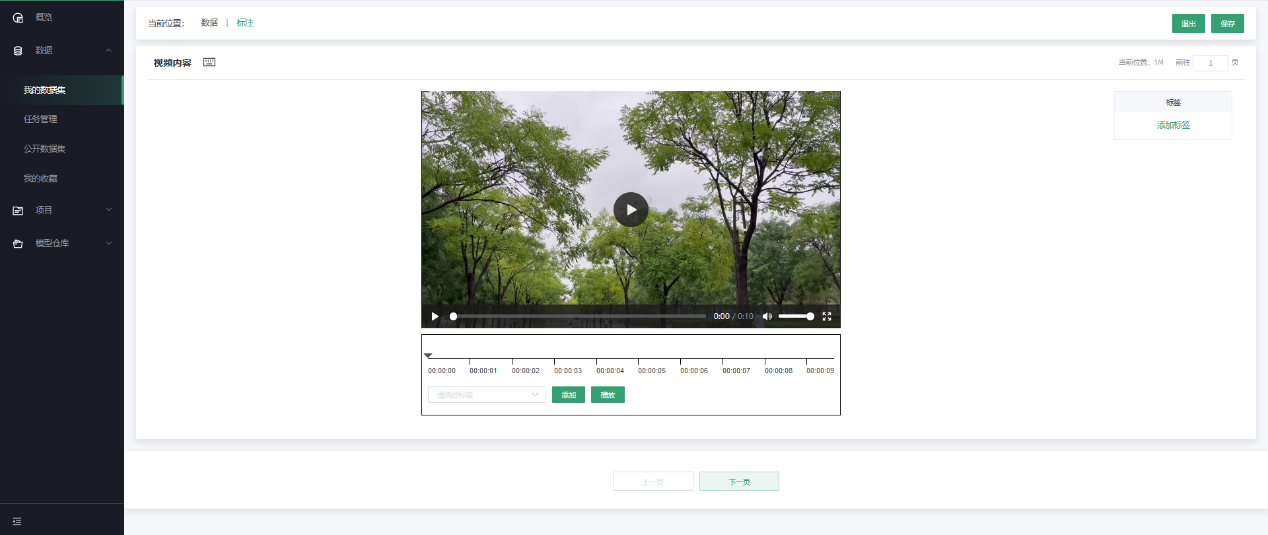 概览
数据
我的数据集
任务管理
公开数据集
我的收藏
项目
模型仓库
当前位置: 数据 | 标注
退出 保存
视频内容
当前位置: 1/4 前往 1 页
标签
添加标签
0:00 / 0:10
00:00:00 00:00:01 00:00:02 00:00:03 00:00:04 00:00:05 00:00:06 00:00:07 00:00:08 00:00:09
请选择标签 添加 播放
上一页 下一页